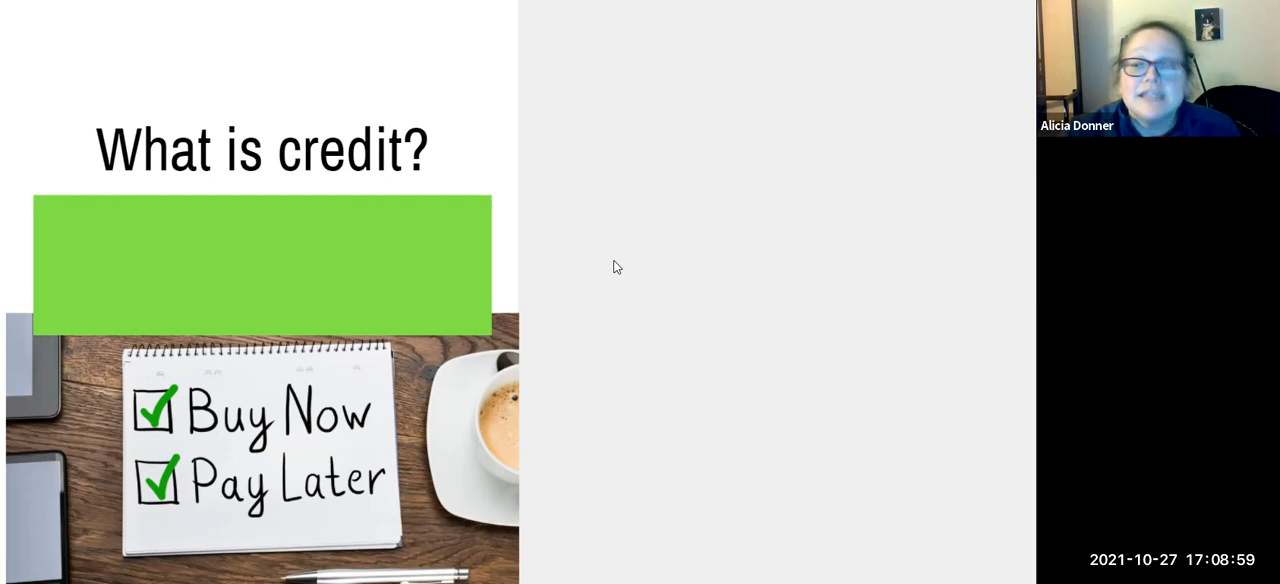 What is credit?
Buy Now
Pay Later
Alicia Donner
2021-10-27 17:08:59